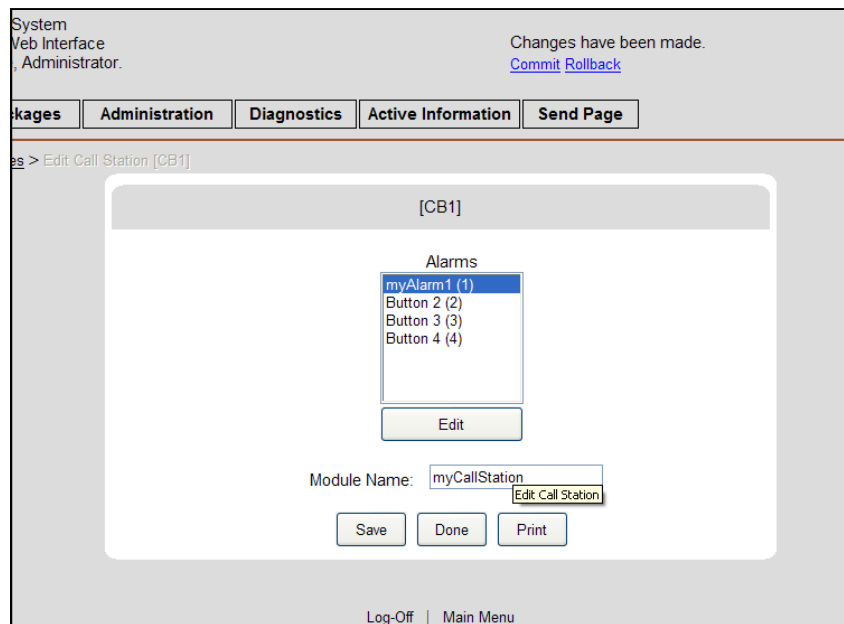 System
Web Interface
, Administrator.
Changes have been made.
Commit Rollback
ckages Administration Diagnostics Active Information Send Page
es > Edit Call Station [CB1]
[CB1]
Alarms
myAlarm1 (1)
Button 2 (2)
Button 3 (3)
Button 4 (4)
Edit
Module Name: myCallStation
Edit Call Station
Save Done Print
Log-Off | Main Menu